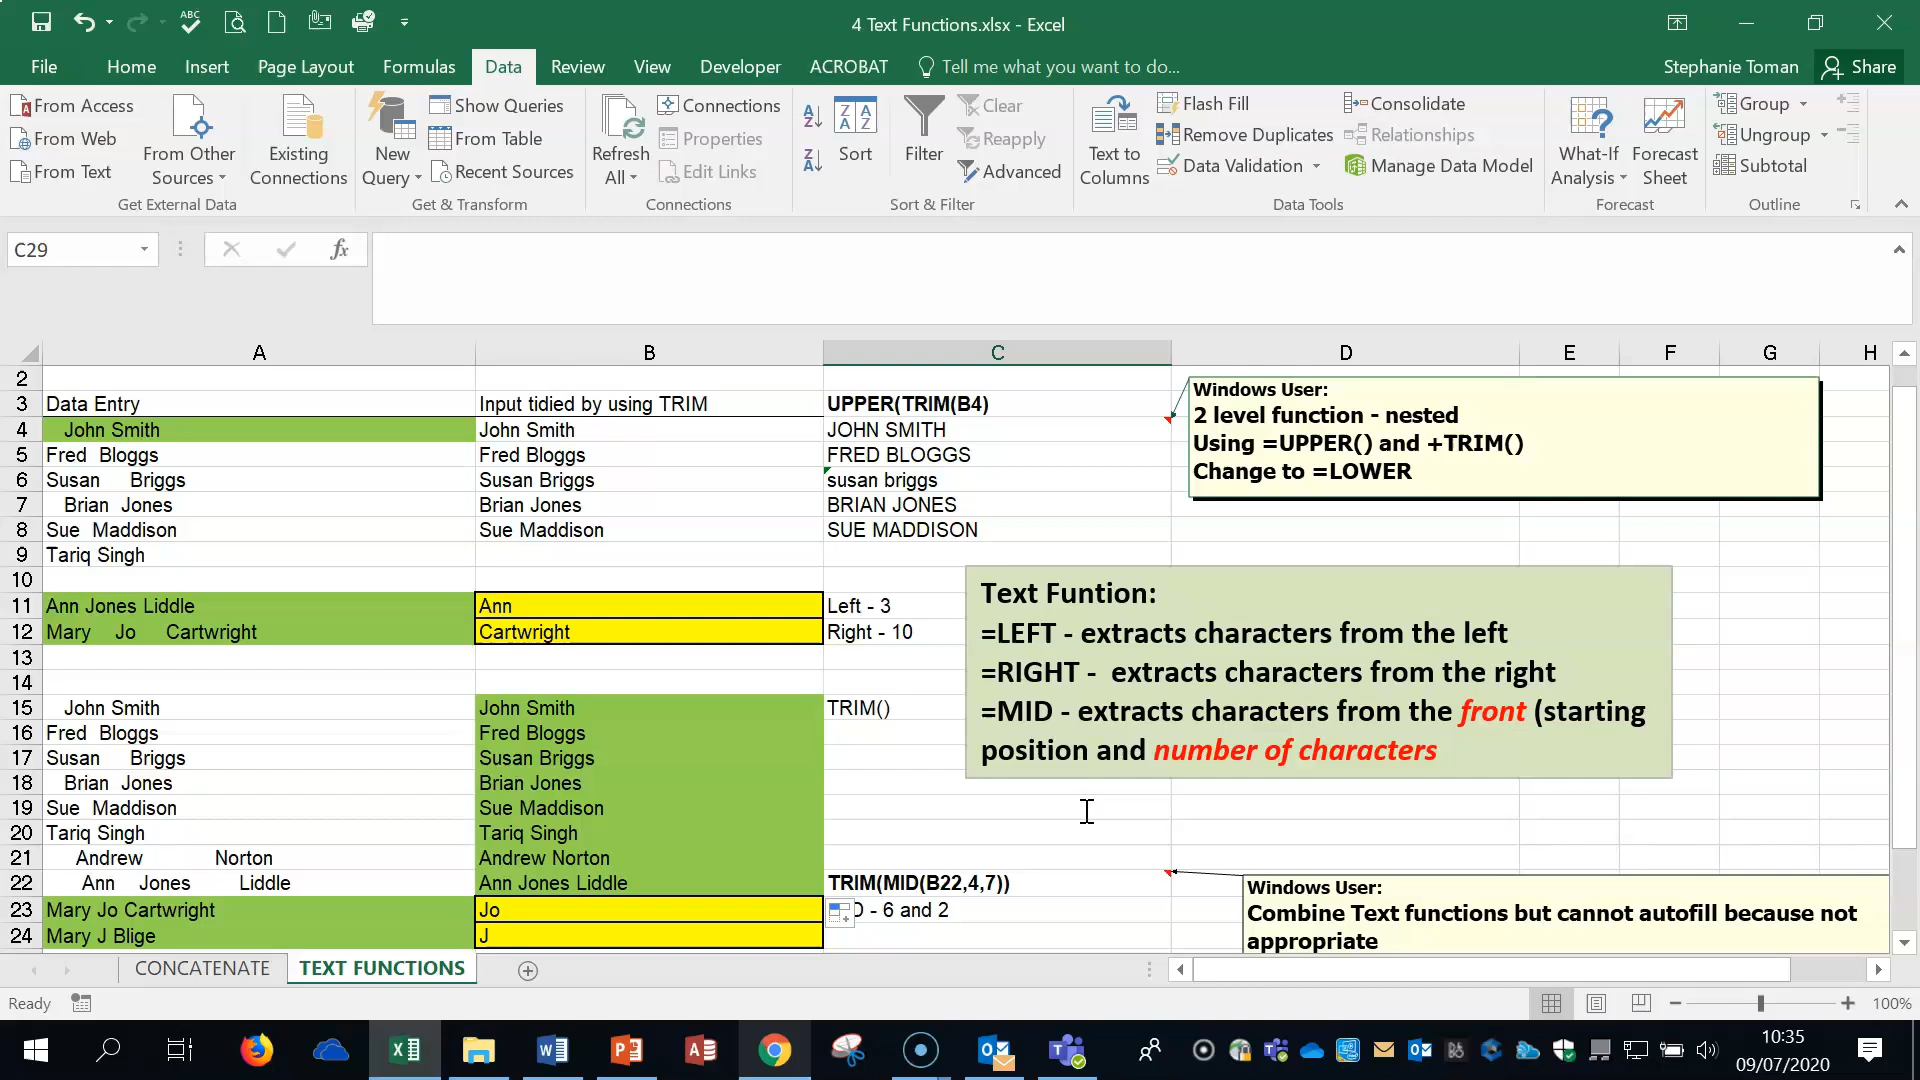 4 Text Functions.xlsx - Excel
File Home Insert Page Layout Formulas Data Review View Developer ACROBAT Tell me what you want to do... Stephanie Toman Share
From Access
From Web
From Text
From Other Sources
Existing Connections
Get External Data
New Query
Show Queries
From Table
Recent Sources
Get & Transform
Refresh All
Connections
Properties
Edit Links
Connections
Sort
Filter
Clear
Reapply
Advanced
Sort & Filter
Text to Columns
Flash Fill
Remove Duplicates
Data Validation
Consolidate
Relationships
Manage Data Model
Data Tools
What-If Analysis
Forecast Sheet
Forecast
Group
Ungroup
Subtotal
Outline
C29
fx
A B C D E F G H
2
3 Data Entry Input tidied by using TRIM UPPER(TRIM(B4)
4 John Smith John Smith JOHN SMITH
5 Fred Bloggs Fred Bloggs FRED BLOGGS
6 Susan Briggs Susan Briggs susan briggs
7 Brian Jones Brian Jones BRIAN JONES
8 Sue Maddison Sue Maddison SUE MADDISON
9 Tariq Singh
10
11 Ann Jones Liddle Ann Left - 3
12 Mary Jo Cartwright Cartwright Right - 10
13
14
15 John Smith John Smith TRIM()
16 Fred Bloggs Fred Bloggs
17 Susan Briggs Susan Briggs
18 Brian Jones Brian Jones
19 Sue Maddison Sue Maddison
20 Tariq Singh Tariq Singh
21 Andrew Norton Andrew Norton
22 Ann Jones Liddle Ann Jones Liddle TRIM(MID(B22,4,7))
23 Mary Jo Cartwright Jo D - 6 and 2
24 Mary J Blige J
Windows User:
2 level function - nested
Using =UPPER() and +TRIM()
Change to =LOWER
Text Funtion:
=LEFT - extracts characters from the left
=RIGHT - extracts characters from the right
=MID - extracts characters from the front (starting
position and number of characters
Windows User:
Combine Text functions but cannot autofill because not
appropriate
CONCATENATE TEXT FUNCTIONS
Ready 100%
10:35
09/07/2020